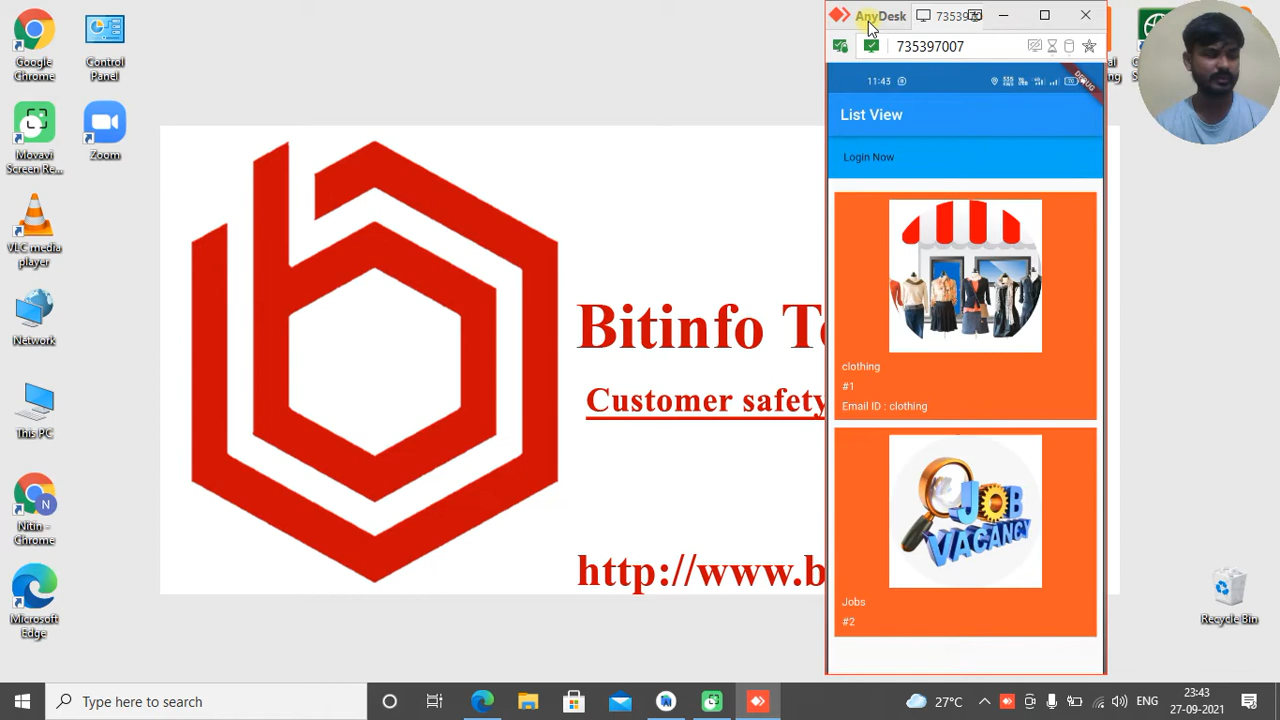 Google
Chrome
Control
Panel
Movavi
Screen Re...
Zoom
VLC media
player
Network
This PC
Nitin -
Chrome
Microsoft
Edge
Recycle Bin
Bitinfo
Customer safety
http://www.b
AnyDesk
735397007
11:43
DEBUG
List View
Login Now
clothing
#1
Email ID : clothing
JOB
VACANCY
Jobs
#2
Type here to search
27°C
ENG
23:43
27-09-2021